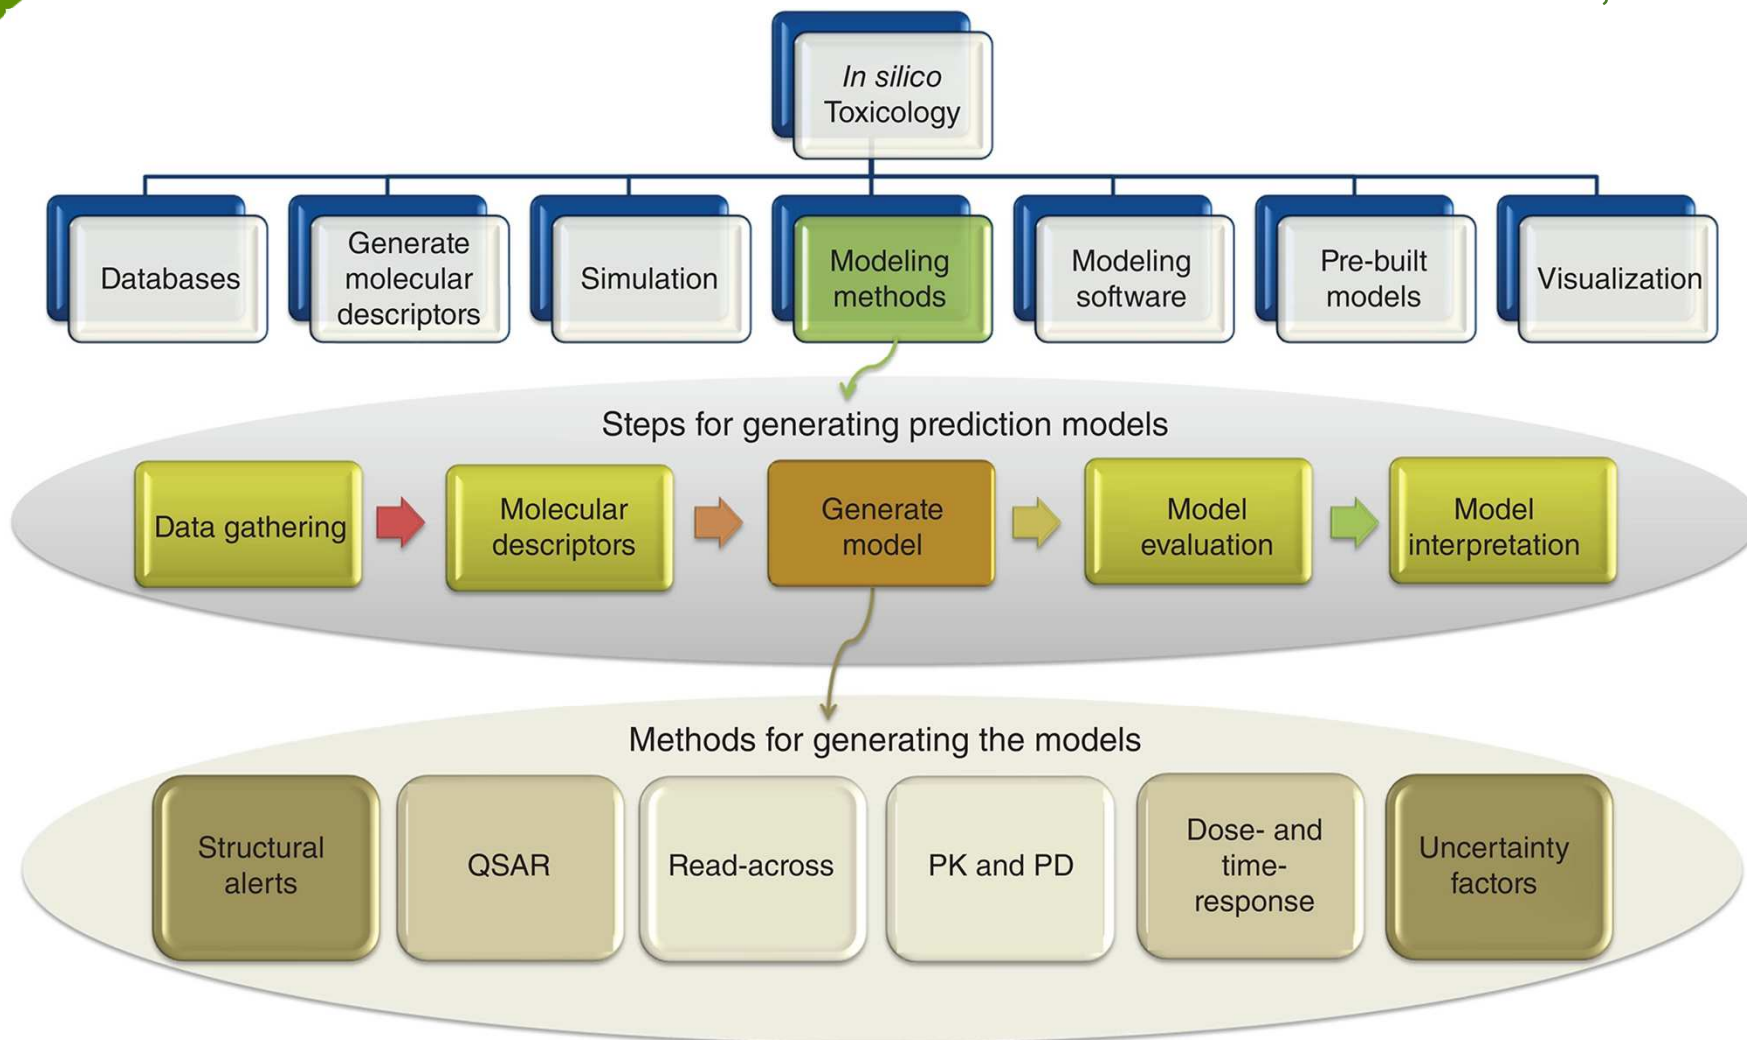 In silico
Toxicology
Databases
Generate
molecular
descriptors
Simulation
Modeling
methods
Modeling
software
Pre-built
models
Visualization
Steps for generating prediction models
Data gathering
Molecular
descriptors
Generate
model
Model
evaluation
Model
interpretation
Methods for generating the models
Structural
alerts
QSAR
Read-across
PK and PD
Dose- and
time-
response
Uncertainty
factors